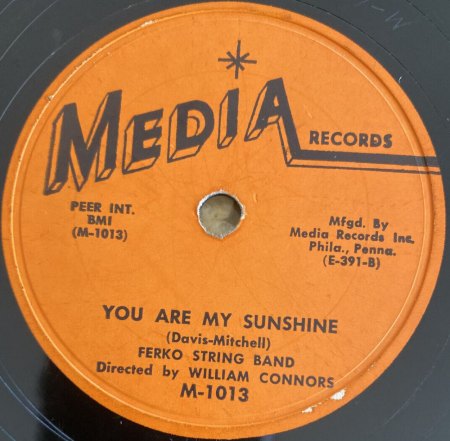 MEDIA
RECORDS
PEER INT.
BMI
(M-1013)
Mfgd. By
Media Records Inc.
Phila., Penna.
(E-391-B)
YOU ARE MY SUNSHINE
(Davis-Mitchell)
FERKO STRING BAND
Directed by WILLIAM CONNORS
M-1013